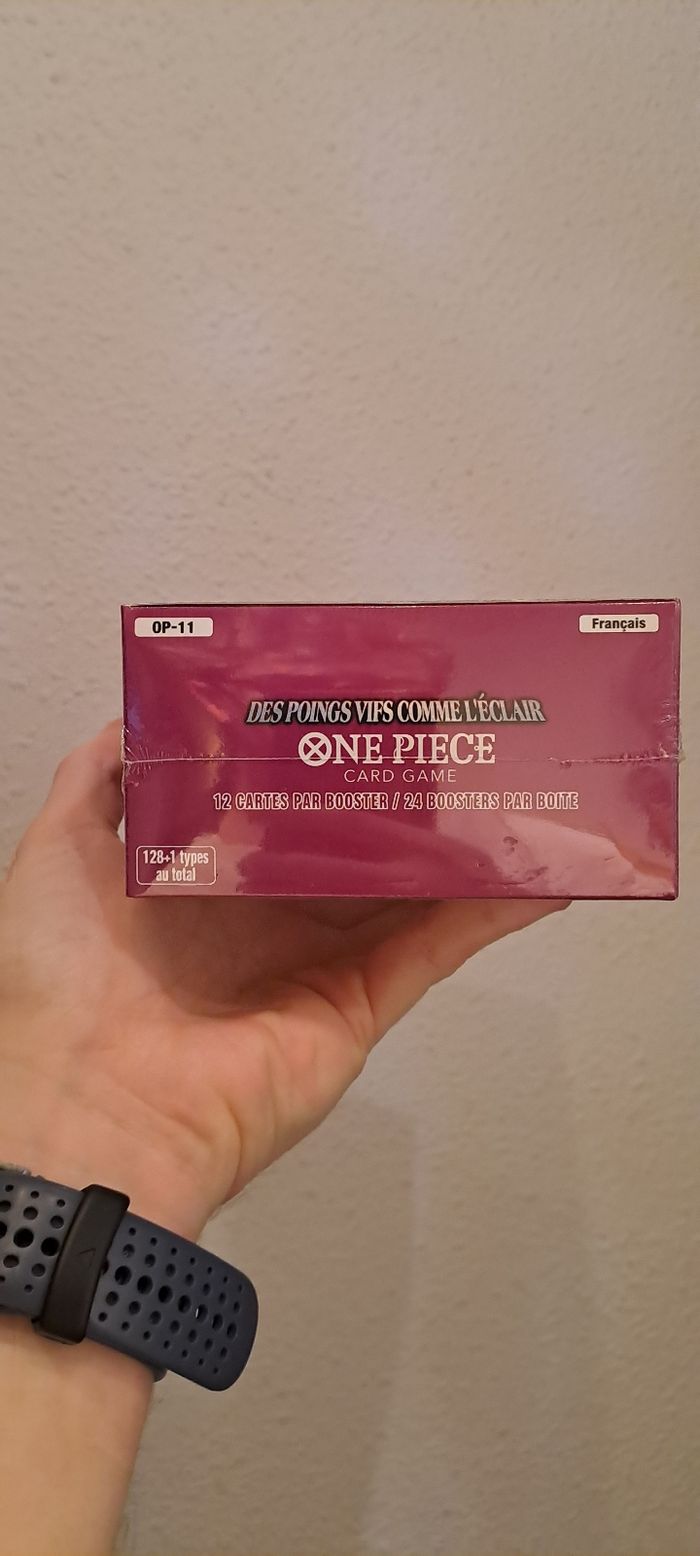 OP-11
Français
DES POINGS VIFS COMME L'ÉCLAIR
ONE PIECE
CARD GAME
12 CARTES PAR BOOSTER / 24 BOOSTERS PAR BOITE
128+1 types
au total